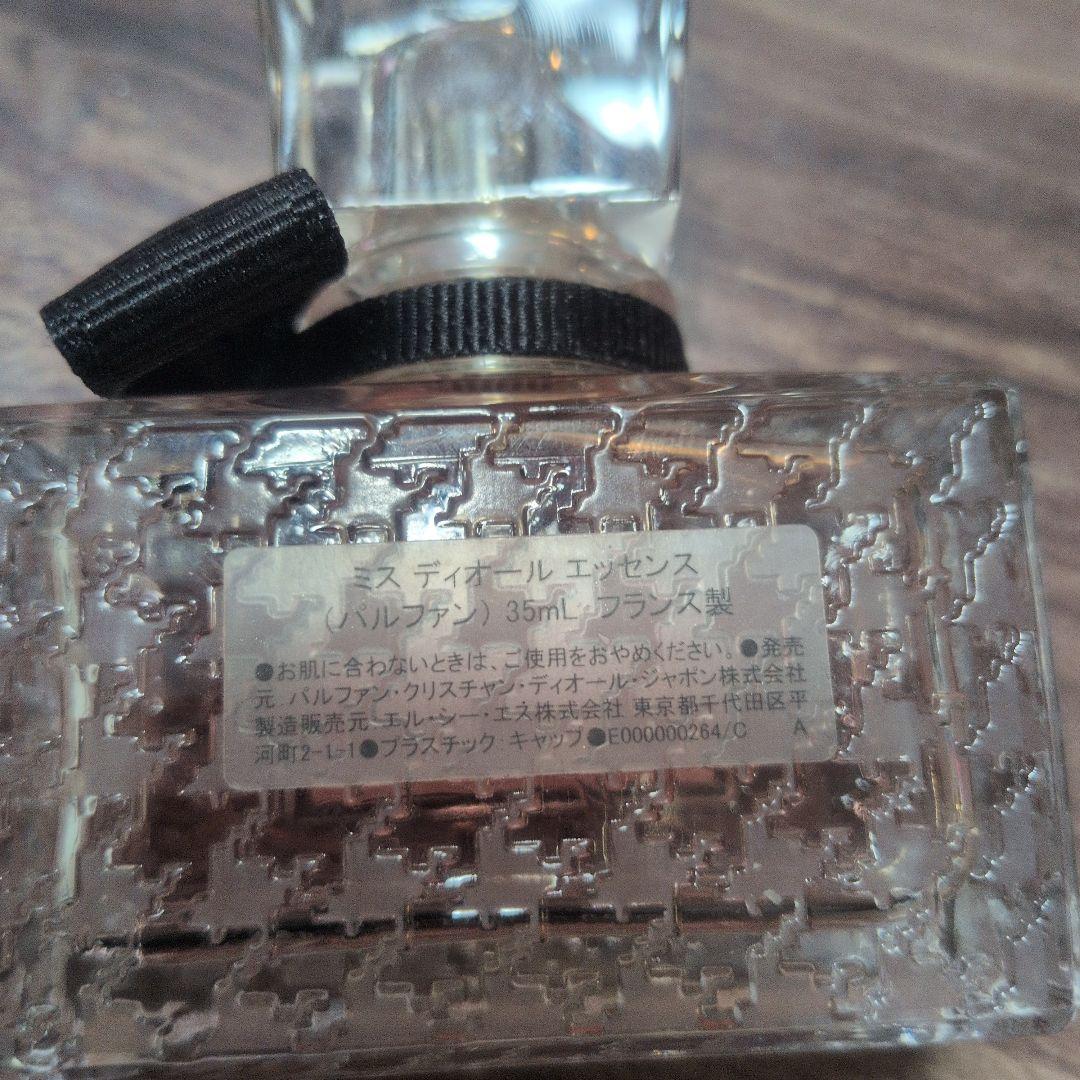 ミス ディオール エッセンス
(パルファン) 35mL フランス製
●お肌に合わないときは、ご使用をおやめください。●発売
元 パルファン・クリスチャン・ディオール・ジャポン株式会社
製造販売元 エル・シー・エス株式会社 東京都千代田区平
河町2-1-1●プラスチック キャップ●E000000264/C A